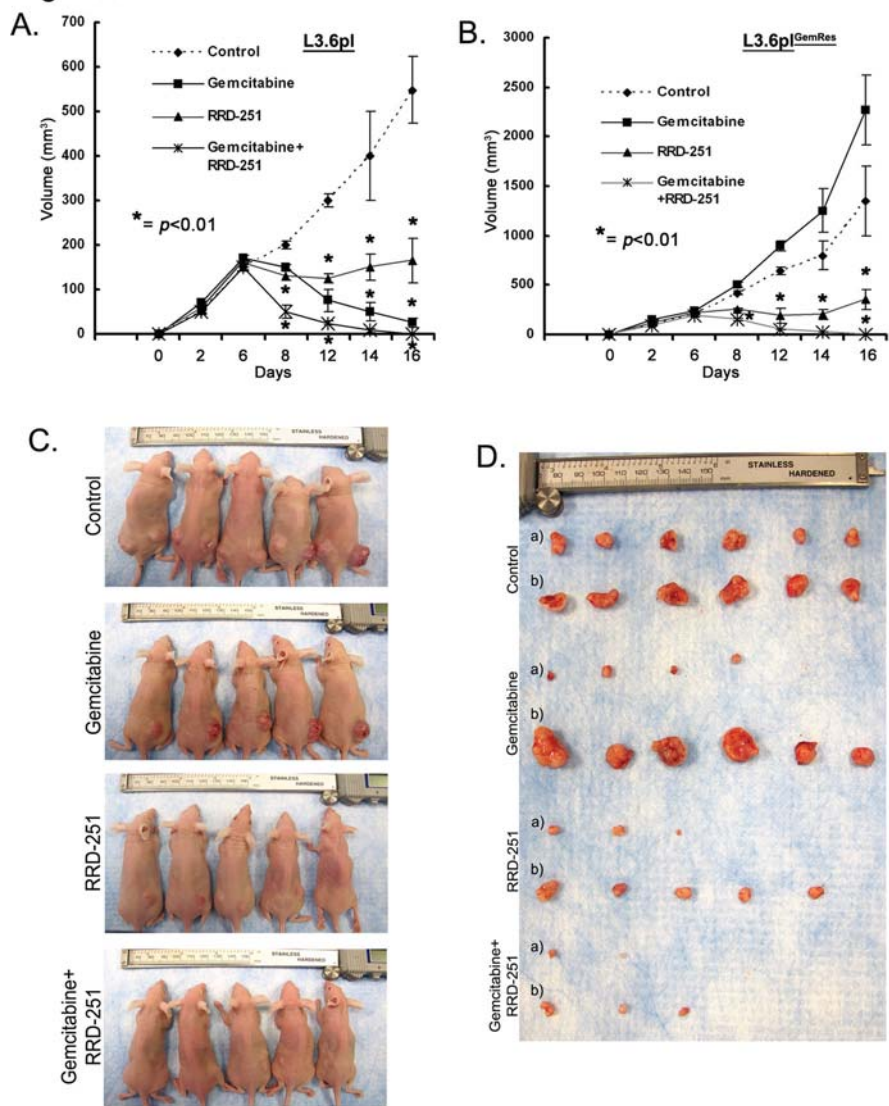 A.
L3.6pl
Control
Gemcitabine
RRD-251
Gemcitabine+
RRD-251
*= p<0.01
Volume (mm³)
700
600
500
400
300
200
100
0
0 2 6 8 12 14 16
Days
B.
L3.6pl^GemRes
Control
Gemcitabine
RRD-251
Gemcitabine
+RRD-251
*= p<0.01
Volume (mm³)
3000
2500
2000
1500
1000
500
0
0 2 6 8 12 14 16
Days
C.
Control
STAINLESS
HARDENED
Gemcitabine
STAINLESS
HARDENED
RRD-251
STAINLESS
HARDENED
Gemcitabine+
RRD-251
STAINLESS
HARDENED
D.
STAINLESS
HARDENED
Control
a)
b)
Gemcitabine
a)
b)
RRD-251
a)
b)
Gemcitabine+
RRD-251
a)
b)